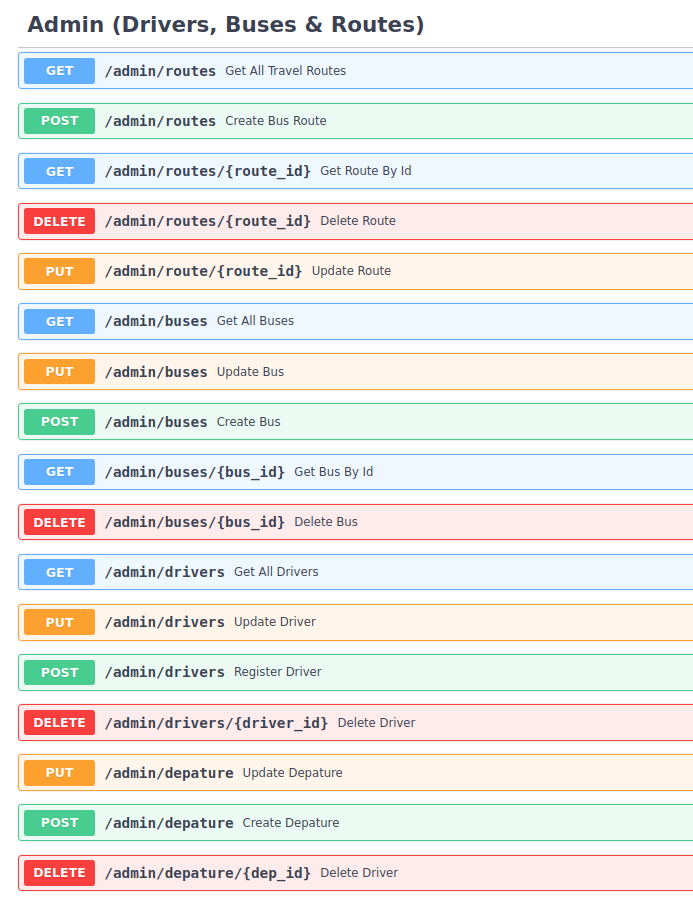 Admin (Drivers, Buses & Routes)
GET /admin/routes Get All Travel Routes
POST /admin/routes Create Bus Route
GET /admin/routes/{route_id} Get Route By Id
DELETE /admin/routes/{route_id} Delete Route
PUT /admin/route/{route_id} Update Route
GET /admin/buses Get All Buses
PUT /admin/buses Update Bus
POST /admin/buses Create Bus
GET /admin/buses/{bus_id} Get Bus By Id
DELETE /admin/buses/{bus_id} Delete Bus
GET /admin/drivers Get All Drivers
PUT /admin/drivers Update Driver
POST /admin/drivers Register Driver
DELETE /admin/drivers/{driver_id} Delete Driver
PUT /admin/depature Update Depature
POST /admin/depature Create Depature
DELETE /admin/depature/{dep_id} Delete Driver